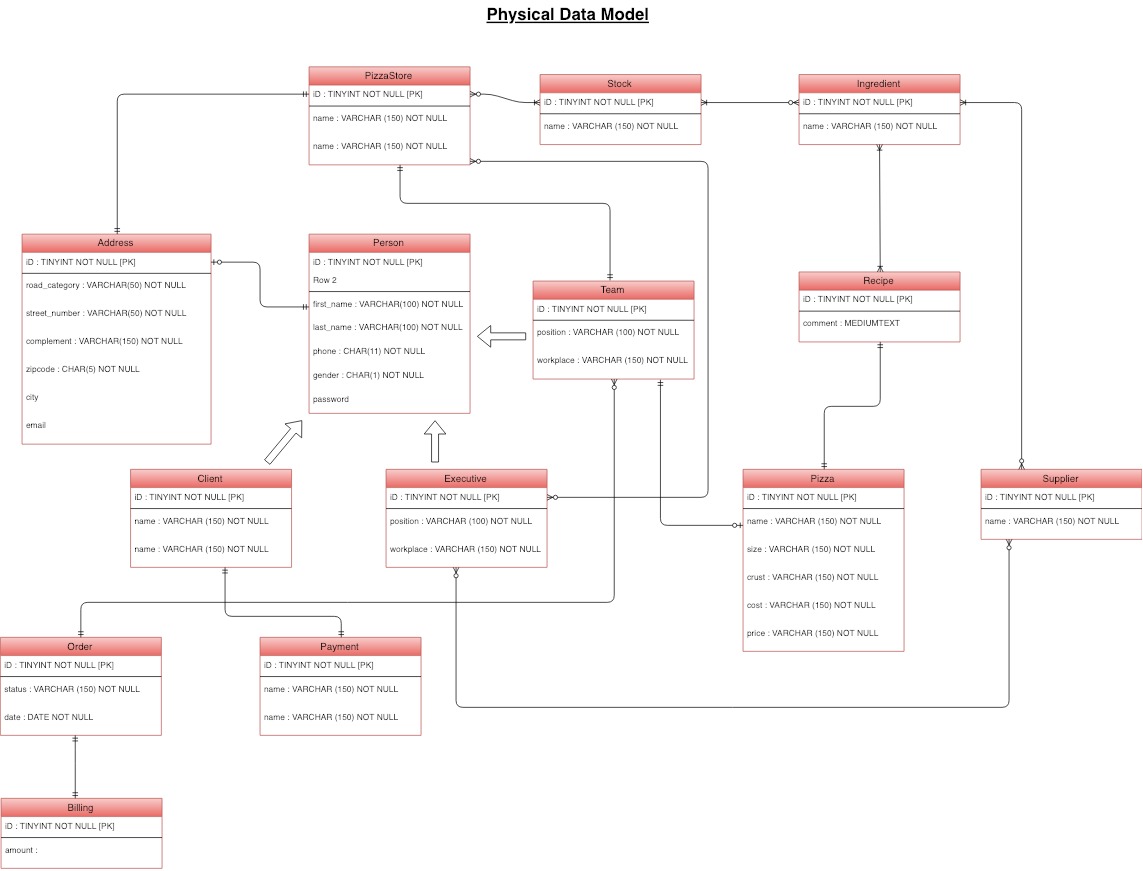 Physical Data Model
PizzaStore
iD : TINYINT NOT NULL [PK]
name : VARCHAR (150) NOT NULL
name : VARCHAR (150) NOT NULL
Stock
iD : TINYINT NOT NULL [PK]
name : VARCHAR (150) NOT NULL
Ingredient
iD : TINYINT NOT NULL [PK]
name : VARCHAR (150) NOT NULL
Address
iD : TINYINT NOT NULL [PK]
road_category : VARCHAR(50) NOT NULL
street_number : VARCHAR(50) NOT NULL
complement : VARCHAR(150) NOT NULL
zipcode : CHAR(5) NOT NULL
city
email
Person
iD : TINYINT NOT NULL [PK]
Row 2
first_name : VARCHAR(100) NOT NULL
last_name : VARCHAR(100) NOT NULL
phone : CHAR(11) NOT NULL
gender : CHAR(1) NOT NULL
password
Team
iD : TINYINT NOT NULL [PK]
position : VARCHAR (100) NOT NULL
workplace : VARCHAR (150) NOT NULL
Recipe
iD : TINYINT NOT NULL [PK]
comment : MEDIUMTEXT
Client
iD : TINYINT NOT NULL [PK]
name : VARCHAR (150) NOT NULL
name : VARCHAR (150) NOT NULL
Executive
iD : TINYINT NOT NULL [PK]
position : VARCHAR (100) NOT NULL
workplace : VARCHAR (150) NOT NULL
Pizza
iD : TINYINT NOT NULL [PK]
name : VARCHAR (150) NOT NULL
size : VARCHAR (150) NOT NULL
crust : VARCHAR (150) NOT NULL
cost : VARCHAR (150) NOT NULL
price : VARCHAR (150) NOT NULL
Supplier
iD : TINYINT NOT NULL [PK]
name : VARCHAR (150) NOT NULL
Order
iD : TINYINT NOT NULL [PK]
status : VARCHAR (150) NOT NULL
date : DATE NOT NULL
Payment
iD : TINYINT NOT NULL [PK]
name : VARCHAR (150) NOT NULL
name : VARCHAR (150) NOT NULL
Billing
iD : TINYINT NOT NULL [PK]
amount :